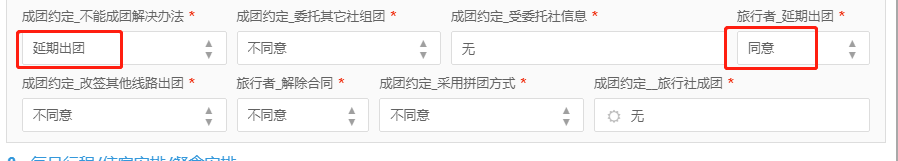 成团约定_不能成团解决办法 * 成团约定_委托其它社组团 * 成团约定_受委托社信息 * 旅行者_延期出团 *
延期出团 不同意 无 同意
成团约定_改签其他线路出团 * 旅行者_解除合同 * 成团约定_采用拼团方式 * 成团约定__旅行社成团 *
不同意 不同意 不同意 无